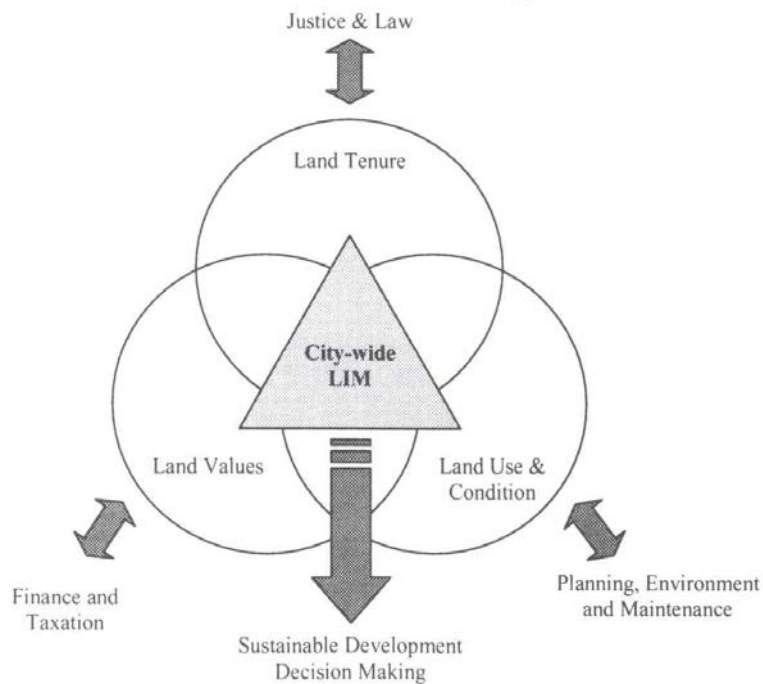 Justice & Law
Land Tenure
City-wide
LIM
Land Values
Land Use &
Condition
Finance and
Taxation
Planning, Environment
and Maintenance
Sustainable Development
Decision Making